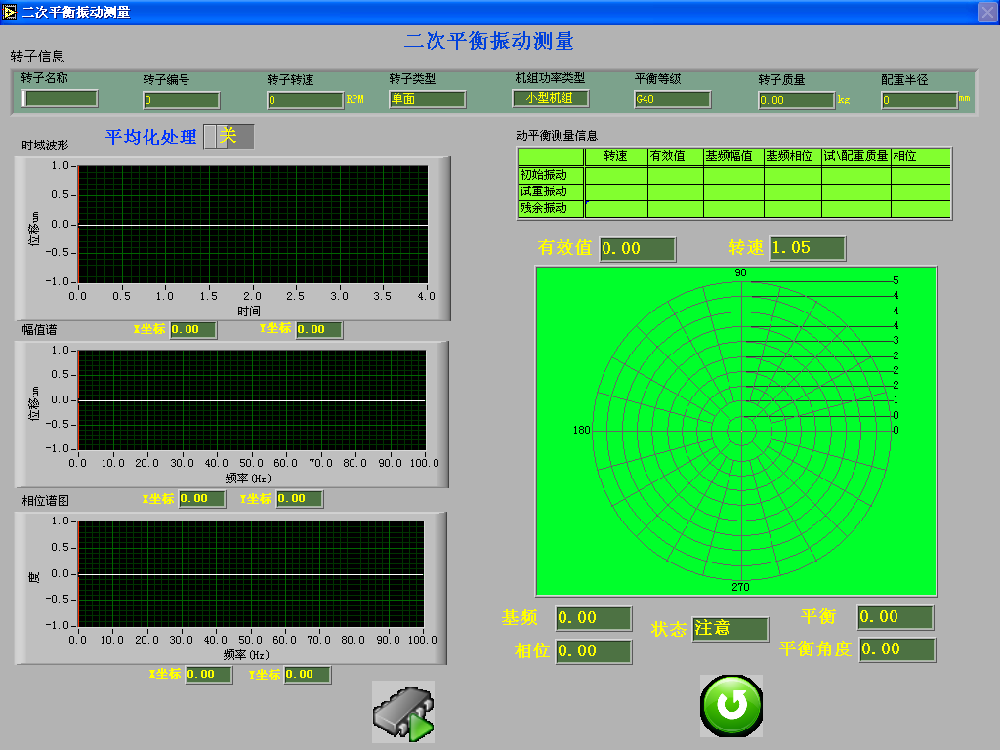 二次平衡振动测量
二次平衡振动测量
转子信息
转子名称 转子编号 转子转速 转子类型 机组功率类型 平衡等级 转子质量 配重半径
0 0 RPM 单面 小型机组 G40 0.00 kg 0 mm
时域波形 平均化处理 关
1.0
0.5
0.0
-0.5
-1.0
位移um
0.0 0.5 1.0 1.5 2.0 2.5 3.0 3.5 4.0
时间
幅值谱 X坐标 0.00 Y坐标 0.00
1.0
0.5
0.0
-0.5
-1.0
位移um
0.0 10.0 20.0 30.0 40.0 50.0 60.0 70.0 80.0 90.0 100.0
频率(Hz)
相位谱图 X坐标 0.00 Y坐标 0.00
1.0
0.5
0.0
-0.5
-1.0
度
0.0 10.0 20.0 30.0 40.0 50.0 60.0 70.0 80.0 90.0 100.0
频率(Hz)
X坐标 0.00 Y坐标 0.00
动平衡测量信息
转速 有效值 基频幅值 基频相位 试\配重质量 相位
初始振动
试重振动
残余振动
有效值 0.00 转速 1.05
90
5
4
4
4
3
2
2
2
1
0
180 0
270
基频 0.00 状态 注意 平衡 0.00
相位 0.00 平衡角度 0.00